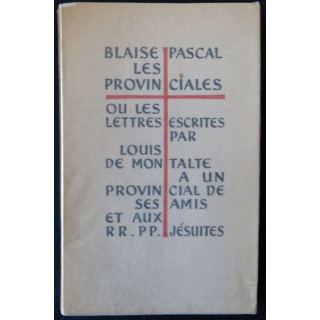 BLAISE PASCAL
LES
PROVINCIALES
OU LES
LETTRES ESCRITES
PAR
LOUIS
DE MONTALTE
A UN
PROVINCIAL DE
SES AMIS
ET AUX
RR. PP. JÉSUITES